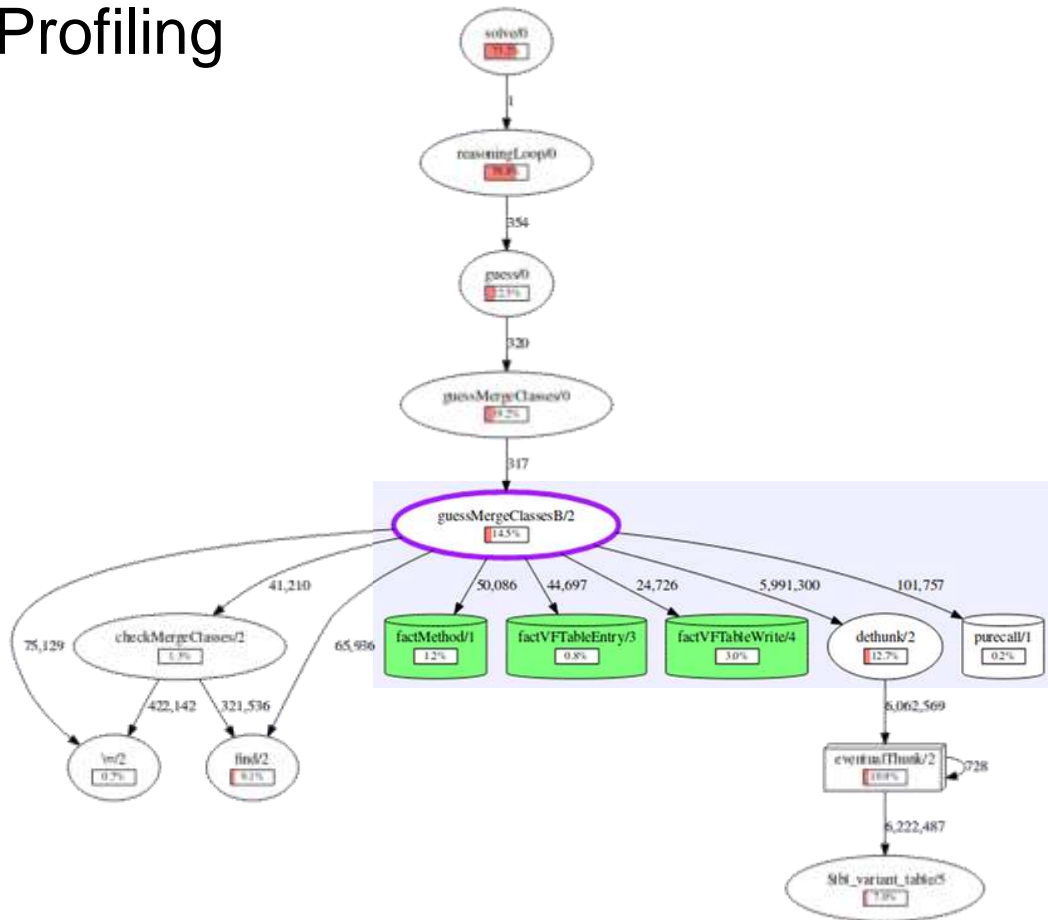 Profiling
solve/0
1
reasoningLoop/0
354
guess/0
320
guessMergeClasses/0
317
guessMergeClassesB/2
14.5%
41,210
50,086
44,697
24,726
5,991,300
101,757
75,129
checkMergeClasses/2
1.3%
65,936
factMethod/1
1.2%
factVFTableEntry/3
0.8%
factVFTableWrite/4
3.0%
dethunk/2
12.7%
purecall/1
0.2%
422,142
321,536
6,062,569
\=/2
find/2
eventualThunk/2
728
6,222,487